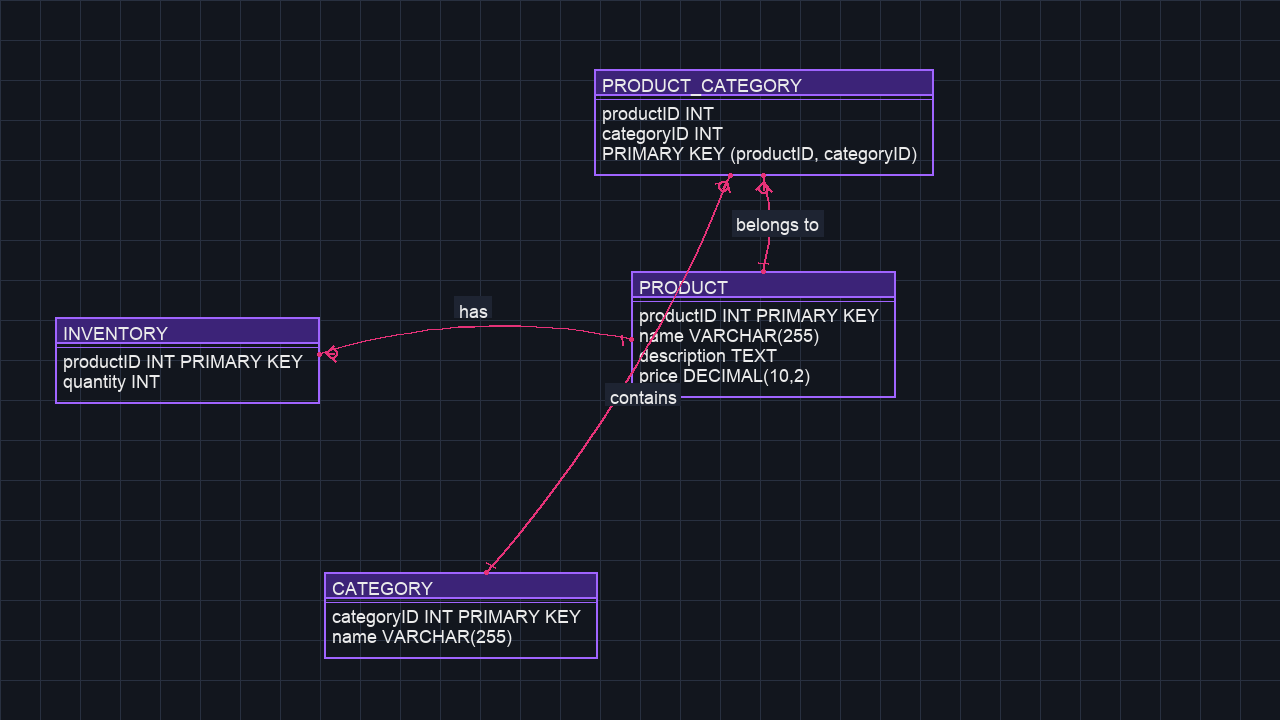 PRODUCT_CATEGORY
productID INT
categoryID INT
PRIMARY KEY (productID, categoryID)
belongs to
PRODUCT
productID INT PRIMARY KEY
name VARCHAR(255)
description TEXT
price DECIMAL(10,2)
has
INVENTORY
productID INT PRIMARY KEY
quantity INT
contains
CATEGORY
categoryID INT PRIMARY KEY
name VARCHAR(255)